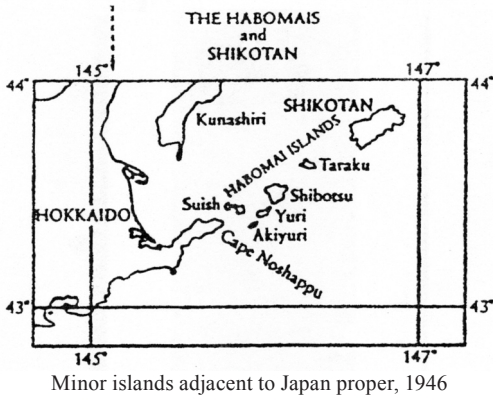 THE HABOMAIS
and
SHIKOTAN
145°
147°
44°
44°
SHIKOTAN
Kunashiri
HABOMAI ISLANDS
Taraku
Suish
Shibotsu
HOKKAIDO
Yuri
Akiyuri
Cape Noshappu
43°
43°
145°
147°
Minor islands adjacent to Japan proper, 1946